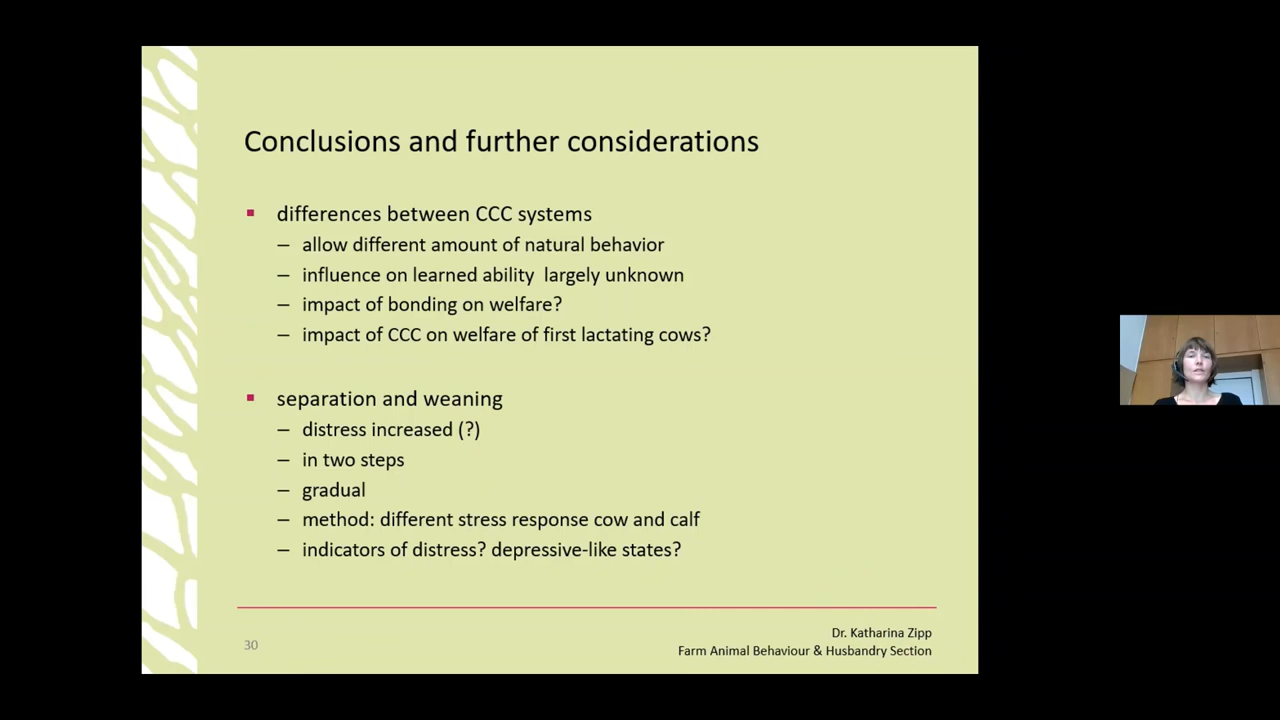 Conclusions and further considerations
▪ differences between CCC systems
– allow different amount of natural behavior
– influence on learned ability largely unknown
– impact of bonding on welfare?
– impact of CCC on welfare of first lactating cows?
▪ separation and weaning
– distress increased (?)
– in two steps
– gradual
– method: different stress response cow and calf
– indicators of distress? depressive-like states?
30
Dr. Katharina Zipp
Farm Animal Behaviour & Husbandry Section